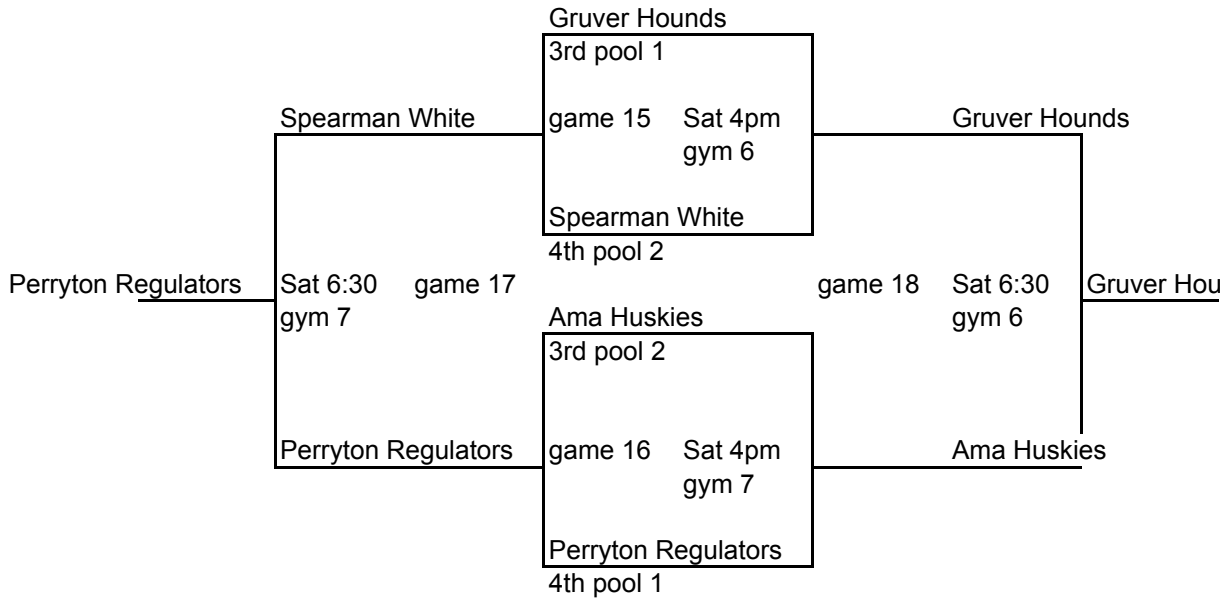 Gruver Hounds
3rd pool 1
Spearman White
game 15 Sat 4pm
gym 6
Gruver Hounds
Spearman White
4th pool 2
Perryton Regulators
Sat 6:30 game 17
gym 7
game 18 Sat 6:30
gym 6
Gruver Hou
Ama Huskies
3rd pool 2
Perryton Regulators
game 16 Sat 4pm
gym 7
Ama Huskies
Perryton Regulators
4th pool 1